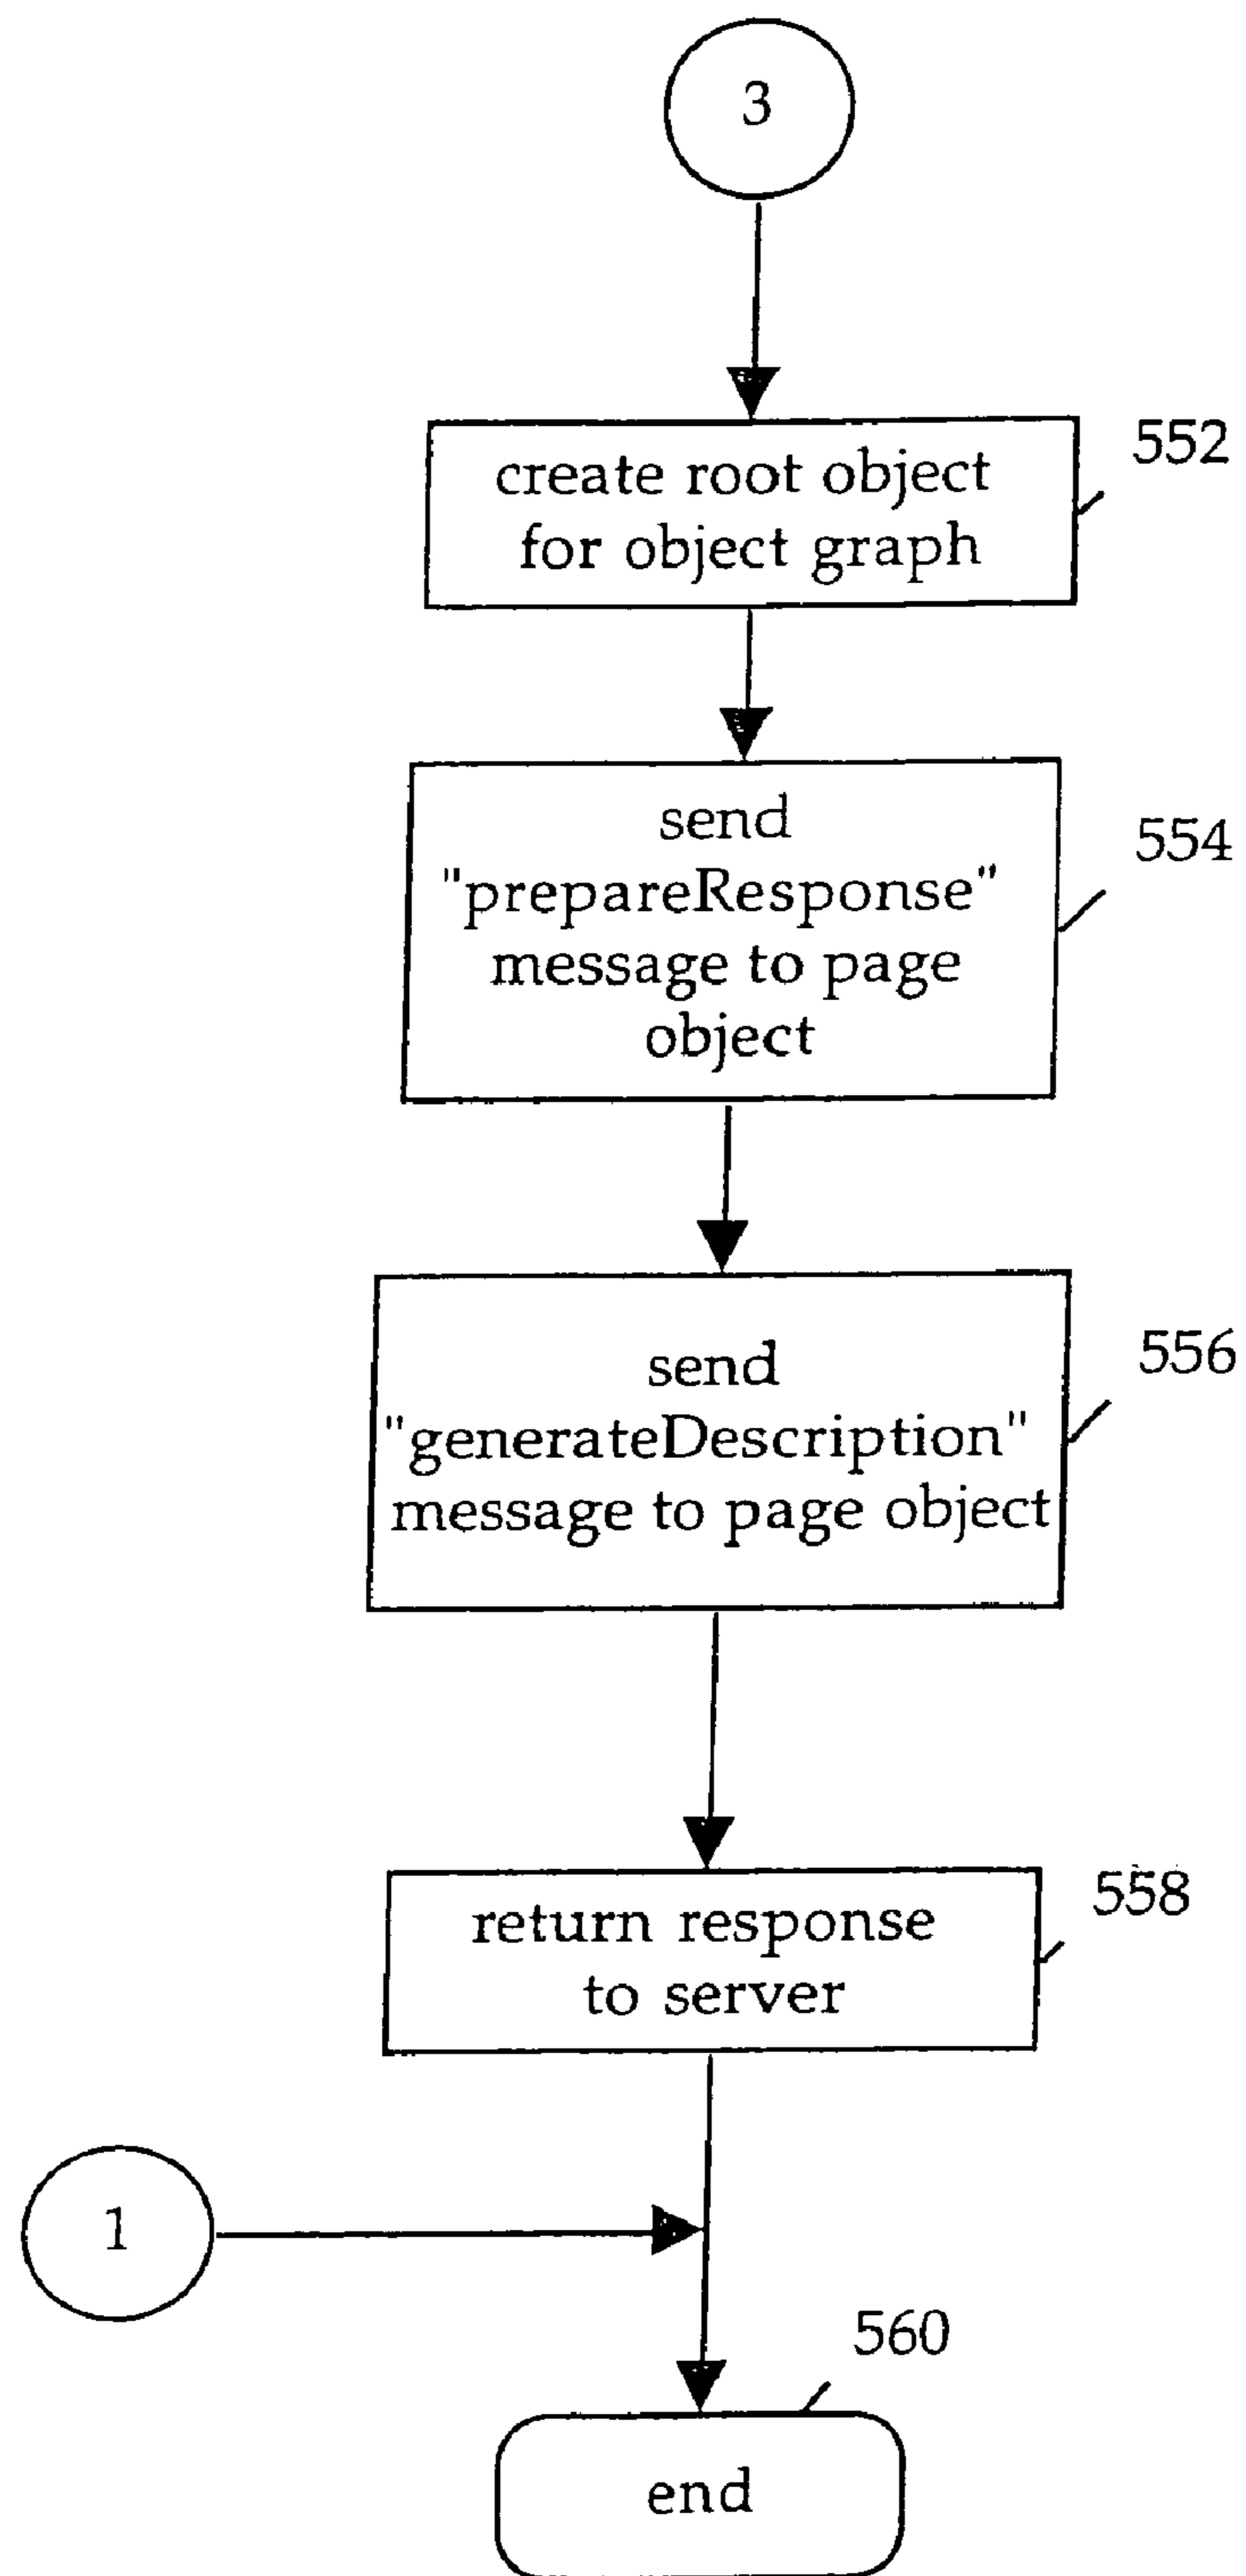 3
552
create root object
for object graph
send
"prepareResponse"
message to page
object
554
send
"generateDescription"
message to page object
556
return response
to server
558
1
560
end